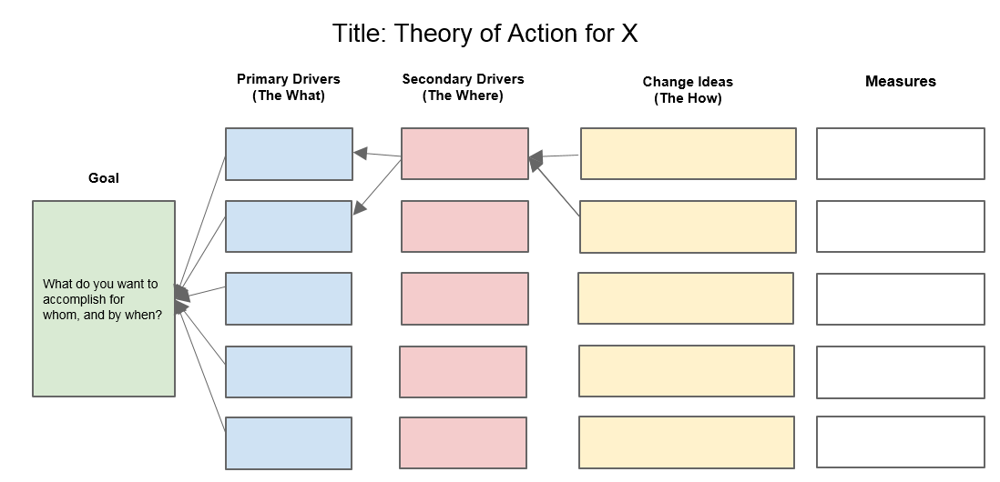 Title: Theory of Action for X
Primary Drivers
(The What)
Secondary Drivers
(The Where)
Change Ideas
(The How)
Measures
Goal
What do you want to
accomplish for
whom, and by when?